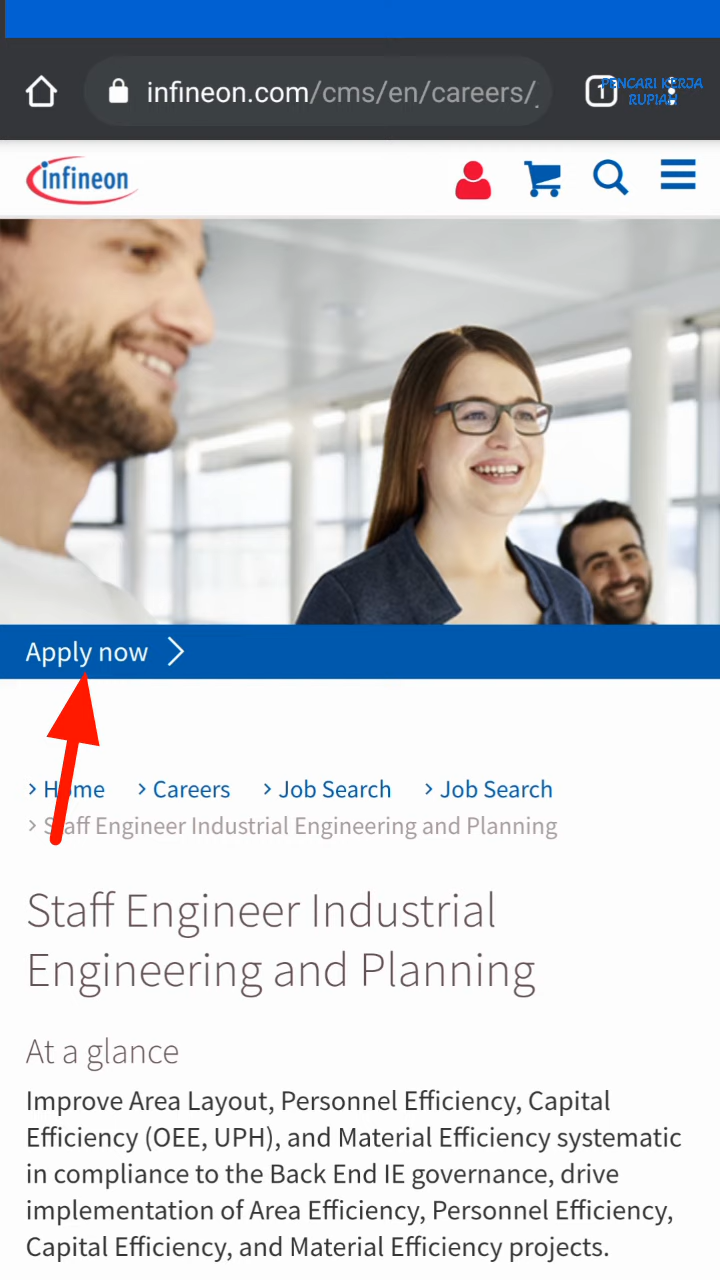 infineon.com/cms/en/careers/
1
PENCARI KERJA
RUPIAH
infineon
Apply now
> Home > Careers > Job Search > Job Search
> Staff Engineer Industrial Engineering and Planning
Staff Engineer Industrial
Engineering and Planning
At a glance
Improve Area Layout, Personnel Efficiency, Capital
Efficiency (OEE, UPH), and Material Efficiency systematic
in compliance to the Back End IE governance, drive
implementation of Area Efficiency, Personnel Efficiency,
Capital Efficiency, and Material Efficiency projects.